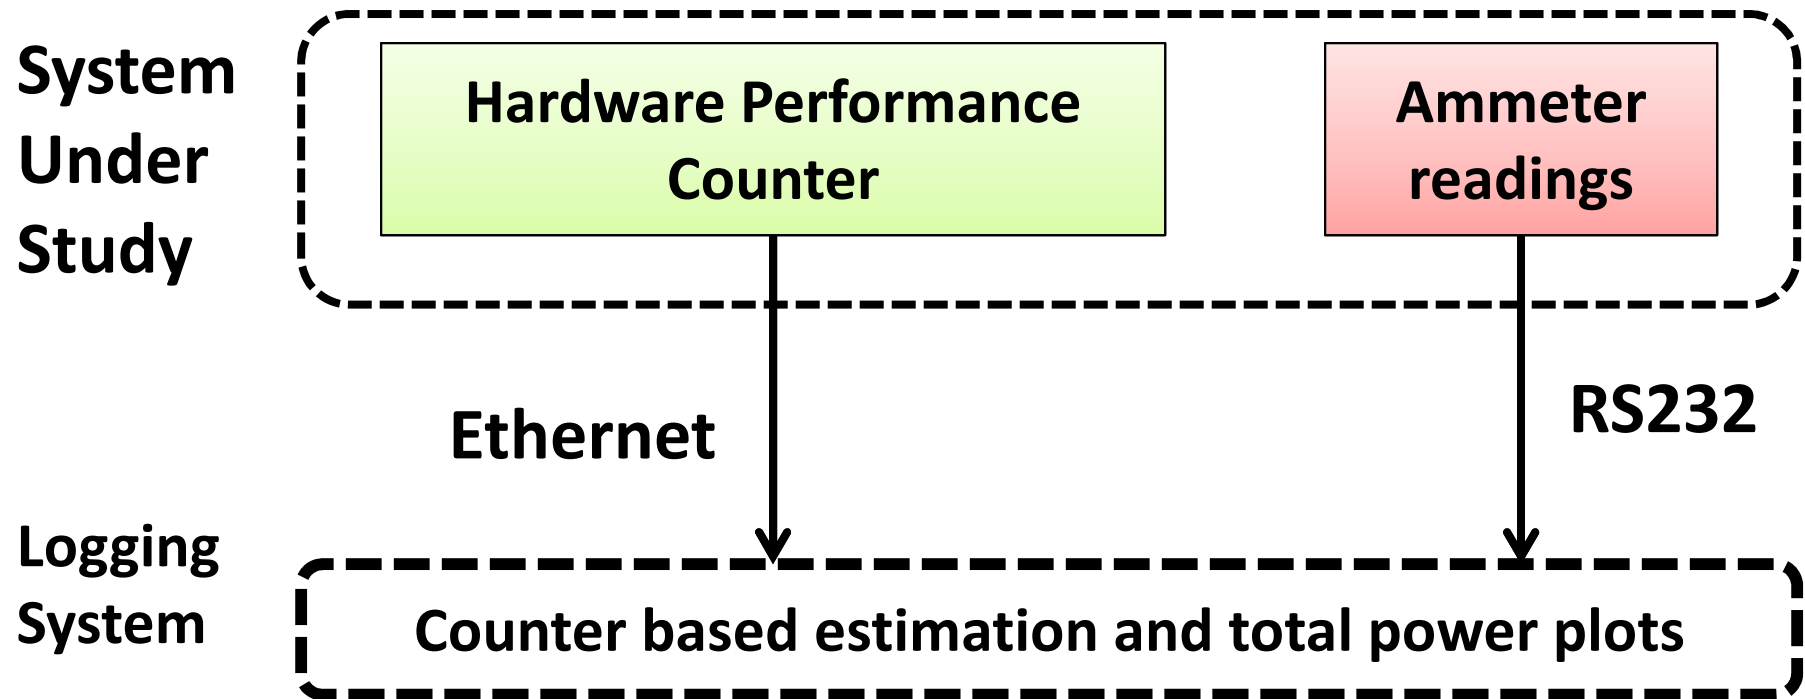 System
Under
Study
Hardware Performance
Counter
Ammeter
readings
Ethernet
RS232
Logging
System
Counter based estimation and total power plots